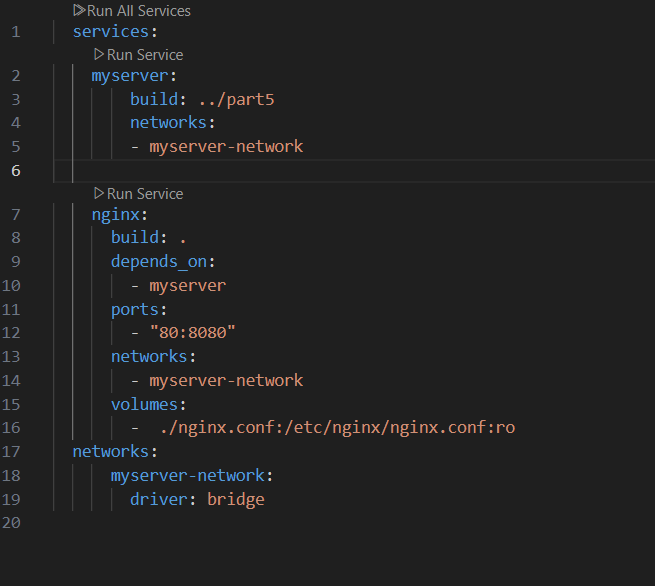 Run All Services
1 services:
Run Service
2   myserver:
3       build: ../part5
4       networks:
5       - myserver-network
6
Run Service
7   nginx:
8     build: .
9     depends_on:
10       - myserver
11     ports:
12       - "80:8080"
13     networks:
14       - myserver-network
15     volumes:
16       -  ./nginx.conf:/etc/nginx/nginx.conf:ro
17 networks:
18     myserver-network:
19       driver: bridge
20